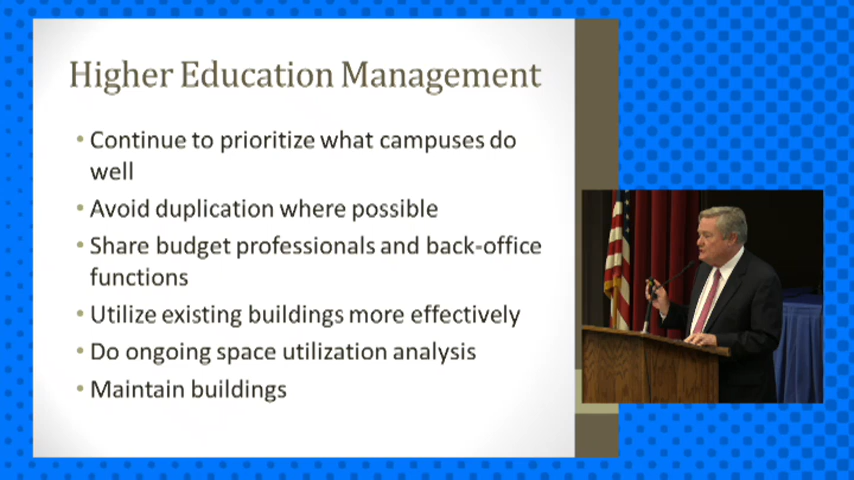 Higher Education Management
• Continue to prioritize what campuses do
well
• Avoid duplication where possible
• Share budget professionals and back-office
functions
• Utilize existing buildings more effectively
• Do ongoing space utilization analysis
• Maintain buildings